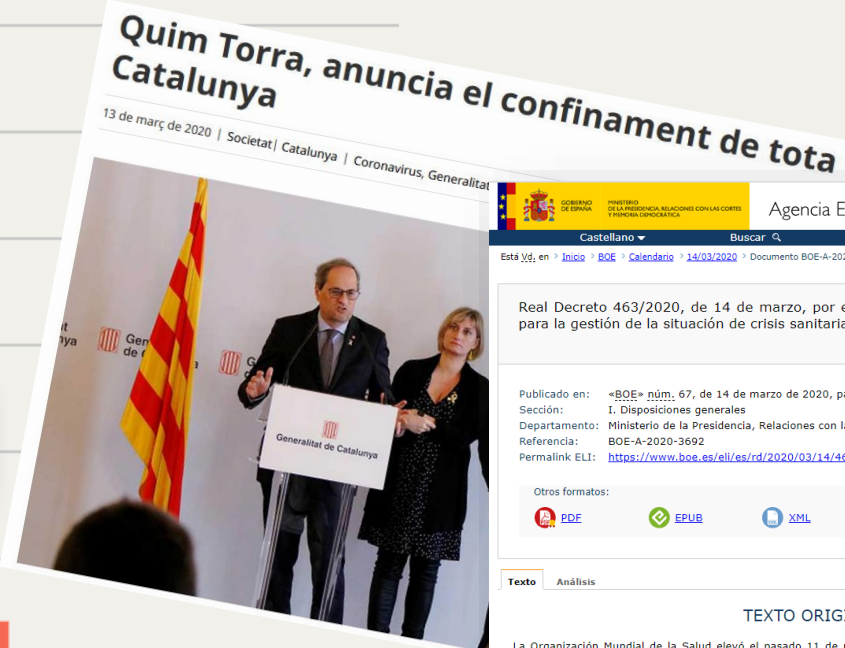 Quim Torra, anuncia el confinament de tota
Catalunya
13 de març de 2020 | Societat| Catalunya | Coronavirus, Generalitat
Generalitat de Catalunya
GOBIERNO
DE ESPAÑA
MINISTERIO
DE LA PRESIDENCIA, RELACIONES CON LAS CORTES
Y MEMORIA DEMOCRÁTICA
Agencia E
Castellano
Buscar
Está Vd. en > Inicio > BOE > Calendario > 14/03/2020 > Documento BOE-A-202
Real Decreto 463/2020, de 14 de marzo, por e
para la gestión de la situación de crisis sanitaria
Publicado en: «BOE» núm. 67, de 14 de marzo de 2020, pá
Sección: I. Disposiciones generales
Departamento: Ministerio de la Presidencia, Relaciones con la
Referencia: BOE-A-2020-3692
Permalink ELI: https://www.boe.es/eli/es/rd/2020/03/14/46
Otros formatos:
PDF EPUB XML
Texto Análisis
TEXTO ORIG
La Organización Mundial de la Salud elevó el pasado 11 de